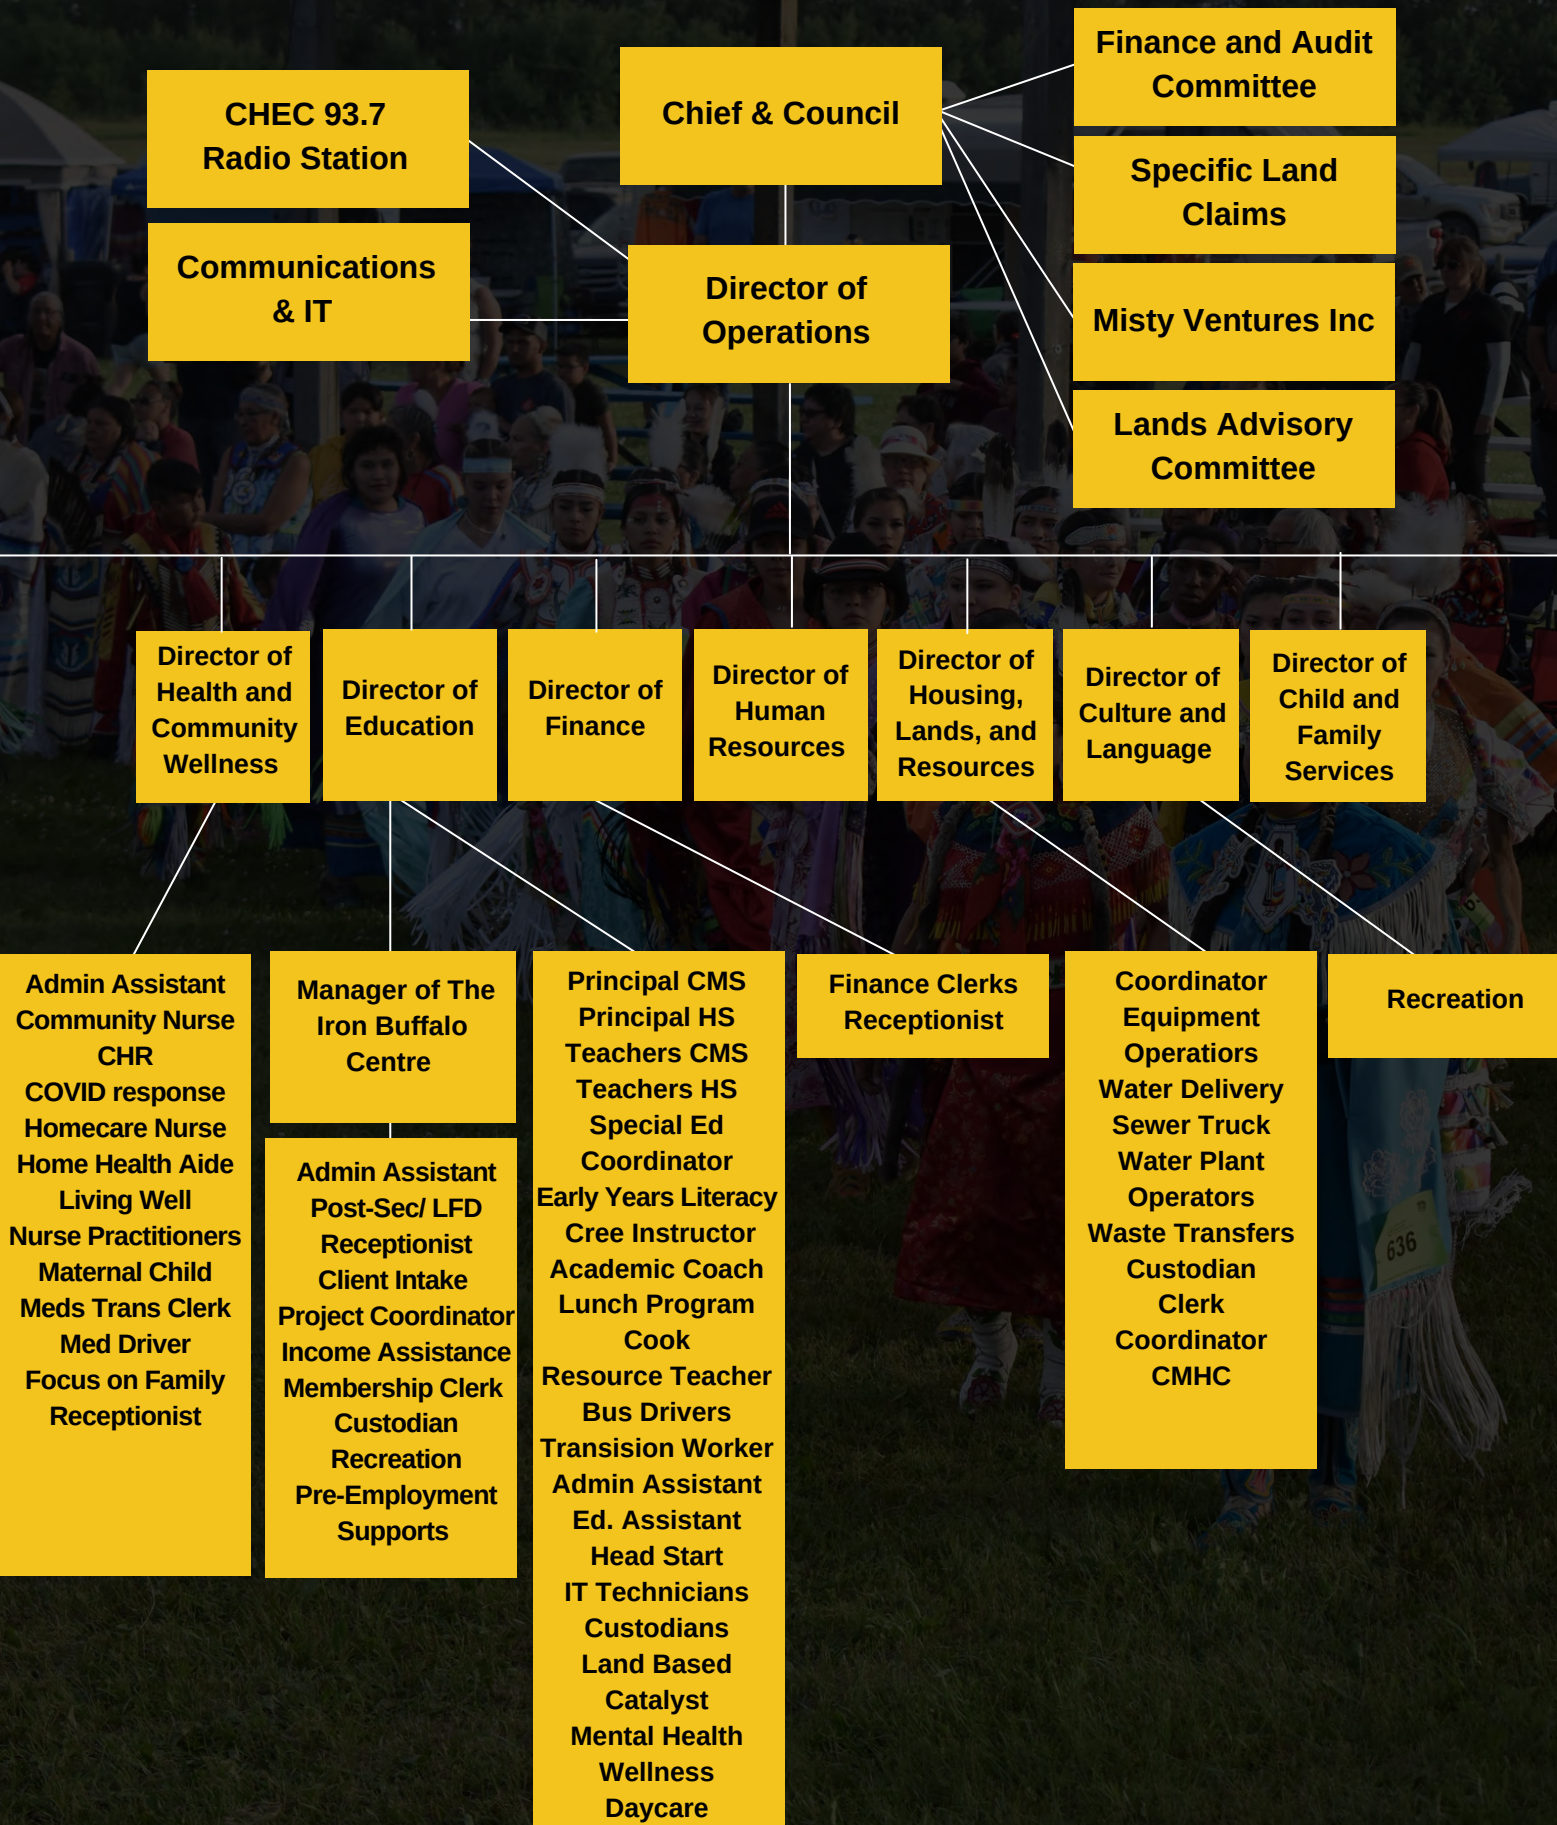 CHEC 93.7
Radio Station
Communications
& IT
Chief & Council
Director of
Operations
Finance and Audit
Committee
Specific Land
Claims
Misty Ventures Inc
Lands Advisory
Committee
Director of
Health and
Community
Wellness
Director of
Education
Director of
Finance
Director of
Human
Resources
Director of
Housing,
Lands, and
Resources
Director of
Culture and
Language
Director of
Child and
Family
Services
Admin Assistant
Community Nurse
CHR
COVID response
Homecare Nurse
Home Health Aide
Living Well
Nurse Practitioners
Maternal Child
Meds Trans Clerk
Med Driver
Focus on Family
Receptionist
Manager of The
Iron Buffalo
Centre
Admin Assistant
Post-Sec/ LFD
Receptionist
Client Intake
Project Coordinator
Income Assistance
Membership Clerk
Custodian
Recreation
Pre-Employment
Supports
Principal CMS
Principal HS
Teachers CMS
Teachers HS
Special Ed
Coordinator
Early Years Literacy
Cree Instructor
Academic Coach
Lunch Program
Cook
Resource Teacher
Bus Drivers
Transision Worker
Admin Assistant
Ed. Assistant
Head Start
IT Technicians
Custodians
Land Based
Catalyst
Mental Health
Wellness
Daycare
Finance Clerks
Receptionist
Coordinator
Equipment
Operatiors
Water Delivery
Sewer Truck
Water Plant
Operators
Waste Transfers
Custodian
Clerk
Coordinator
CMHC
Recreation
636